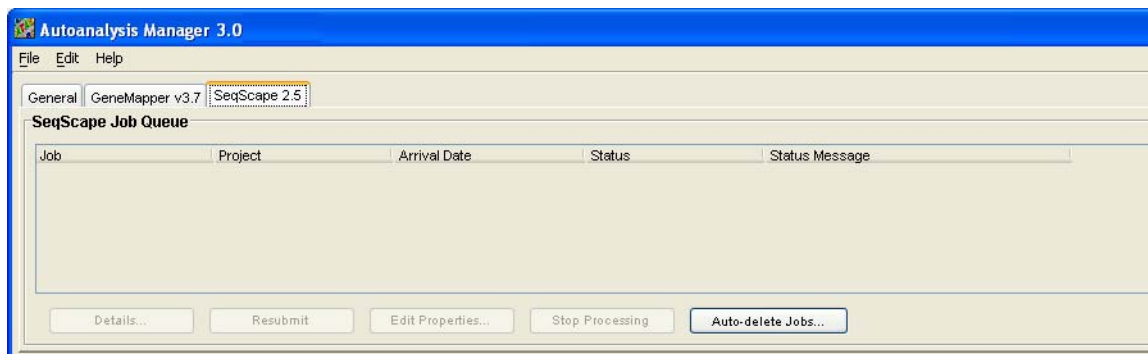 Autoanalysis Manager 3.0
File Edit Help
General GeneMapper v3.7 SeqScape 2.5
SeqScape Job Queue
Job Project Arrival Date Status Status Message
Details... Resubmit Edit Properties... Stop Processing Auto-delete Jobs...